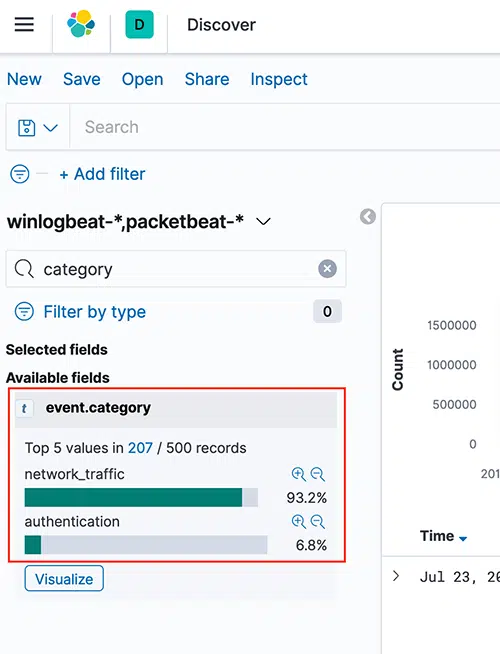 D
Discover
New Save Open Share Inspect
Search
+ Add filter
winlogbeat-*,packetbeat-*
category
Filter by type 0
Selected fields
Available fields
t event.category
Top 5 values in 207 / 500 records
network_traffic
93.2%
authentication
6.8%
Visualize
Count
1500000
1000000
500000
0
201
Time
Jul 23, 20